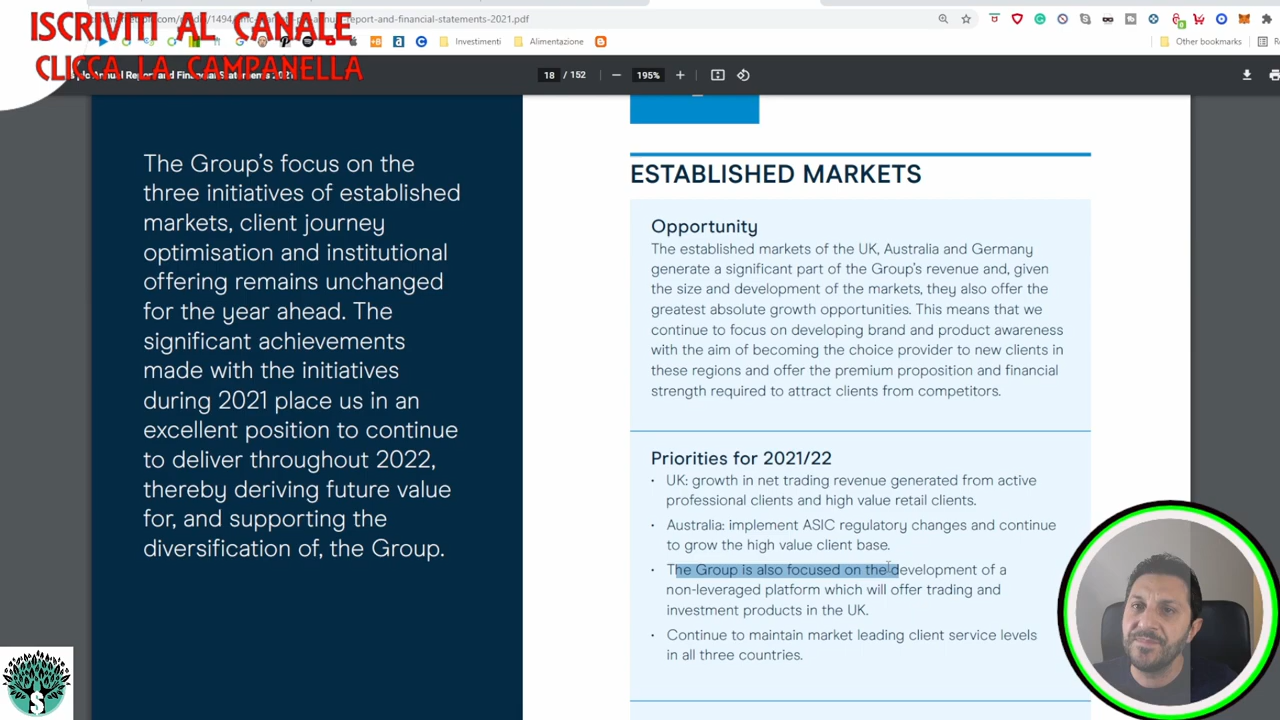 ISCRIVITI AL CANALE
CLICCA LA CAMPANELLA
report-and-financial-statements-2021.pdf
Investimenti
Alimentazione
Other bookmarks
plc Annual Report and Financial Statements 2021
18 / 152
195%
The Group's focus on the
three initiatives of established
markets, client journey
optimisation and institutional
offering remains unchanged
for the year ahead. The
significant achievements
made with the initiatives
during 2021 place us in an
excellent position to continue
to deliver throughout 2022,
thereby deriving future value
for, and supporting the
diversification of, the Group.
ESTABLISHED MARKETS
Opportunity
The established markets of the UK, Australia and Germany
generate a significant part of the Group's revenue and, given
the size and development of the markets, they also offer the
greatest absolute growth opportunities. This means that we
continue to focus on developing brand and product awareness
with the aim of becoming the choice provider to new clients in
these regions and offer the premium proposition and financial
strength required to attract clients from competitors.
Priorities for 2021/22
• UK: growth in net trading revenue generated from active
professional clients and high value retail clients.
• Australia: implement ASIC regulatory changes and continue
to grow the high value client base.
• The Group is also focused on the development of a
non-leveraged platform which will offer trading and
investment products in the UK.
• Continue to maintain market leading client service levels
in all three countries.
$